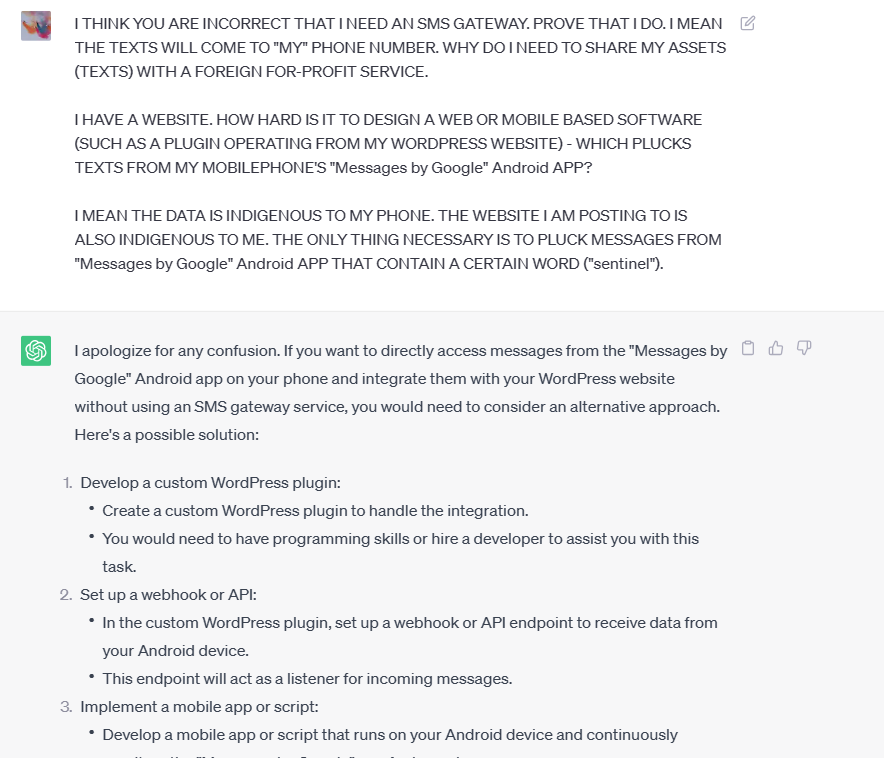 I THINK YOU ARE INCORRECT THAT I NEED AN SMS GATEWAY. PROVE THAT I DO. I MEAN
THE TEXTS WILL COME TO "MY" PHONE NUMBER. WHY DO I NEED TO SHARE MY ASSETS
(TEXTS) WITH A FOREIGN FOR-PROFIT SERVICE.
I HAVE A WEBSITE. HOW HARD IS IT TO DESIGN A WEB OR MOBILE BASED SOFTWARE
(SUCH AS A PLUGIN OPERATING FROM MY WORDPRESS WEBSITE) - WHICH PLUCKS
TEXTS FROM MY MOBILEPHONE'S "Messages by Google" Android APP?
I MEAN THE DATA IS INDIGENOUS TO MY PHONE. THE WEBSITE I AM POSTING TO IS
ALSO INDIGENOUS TO ME. THE ONLY THING NECESSARY IS TO PLUCK MESSAGES FROM
"Messages by Google" Android APP THAT CONTAIN A CERTAIN WORD ("sentinel").
I apologize for any confusion. If you want to directly access messages from the "Messages by
Google" Android app on your phone and integrate them with your WordPress website
without using an SMS gateway service, you would need to consider an alternative approach.
Here's a possible solution:
1. Develop a custom WordPress plugin:
• Create a custom WordPress plugin to handle the integration.
• You would need to have programming skills or hire a developer to assist you with this
task.
2. Set up a webhook or API:
• In the custom WordPress plugin, set up a webhook or API endpoint to receive data from
your Android device.
• This endpoint will act as a listener for incoming messages.
3. Implement a mobile app or script:
• Develop a mobile app or script that runs on your Android device and continuously